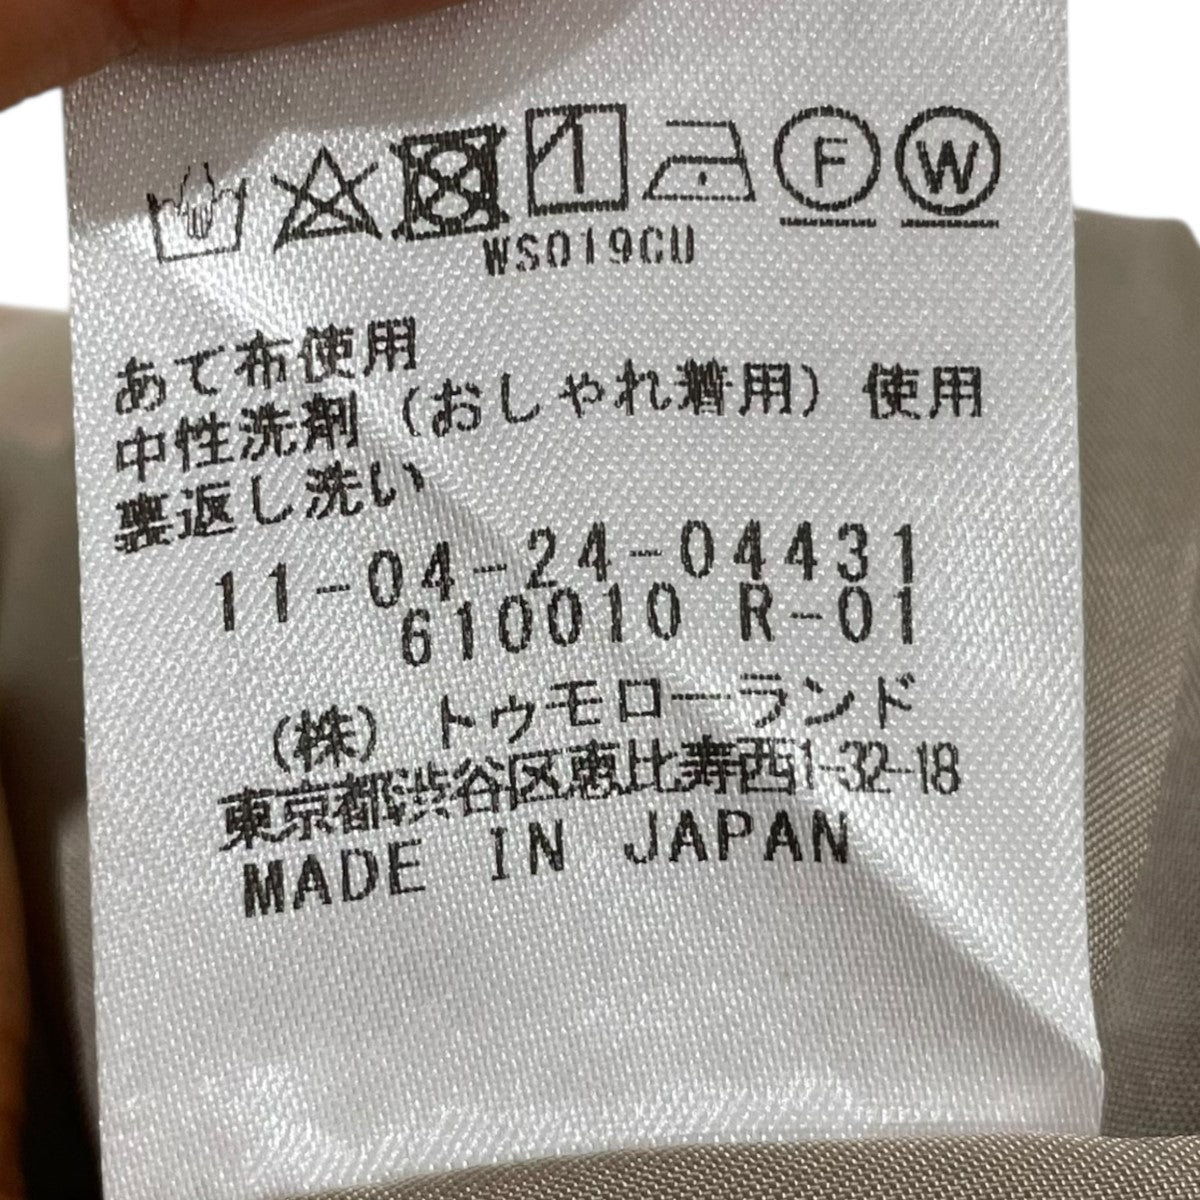 F W
WS019CU
あて布使用
中性洗剤(おしゃれ着用)使用
裏返し洗い
11-04-24-04431
610010 R-01
(株)トゥモローランド
東京都渋谷区恵比寿西1-32-18
MADE IN JAPAN